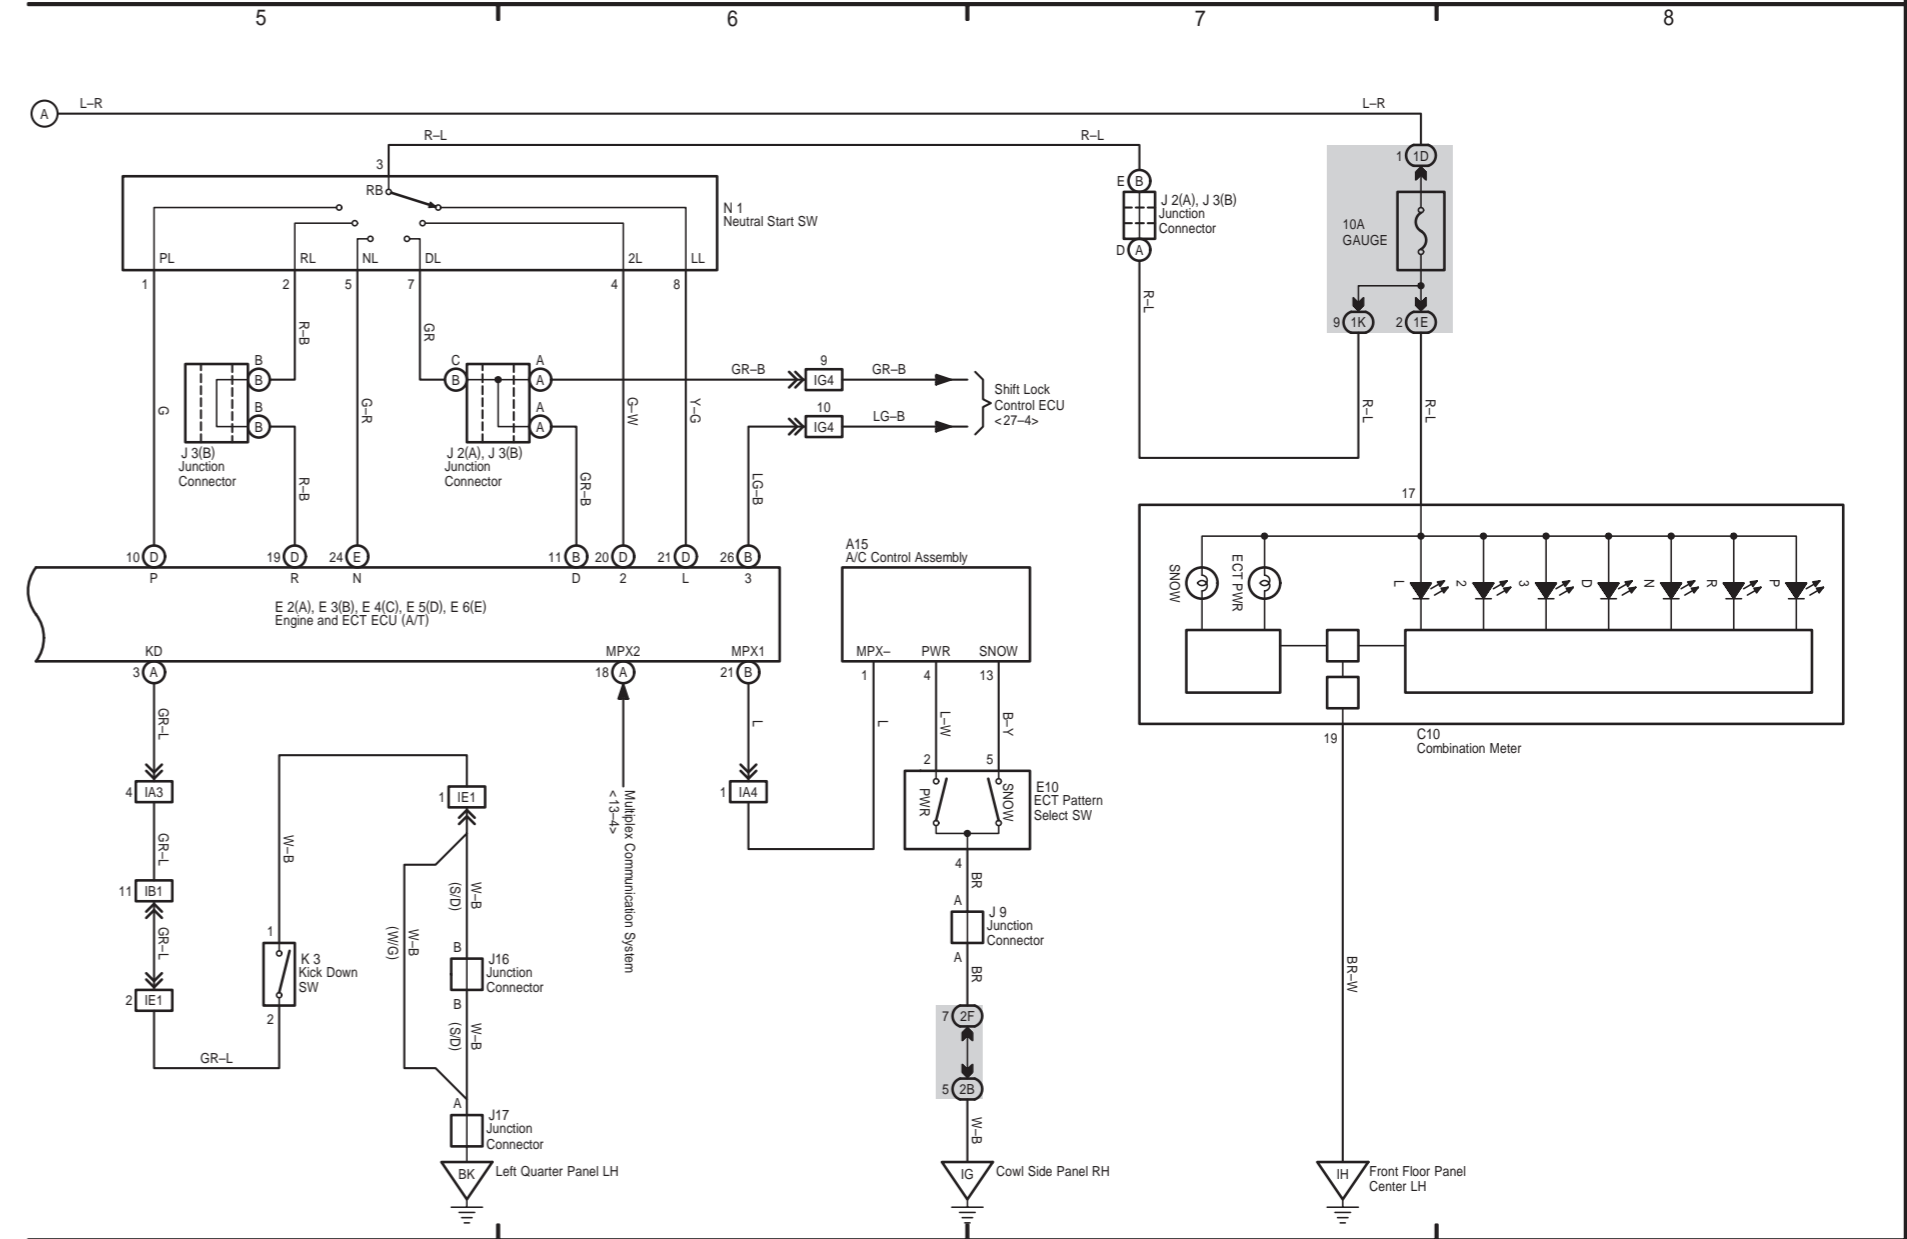 5
6
7
8
A
L–R
L–R
R–L
R–L
3
RB
N 1
Neutral Start SW
PL
RL
NL
DL
2L
LL
1
2
5
7
4
8
E
B
J 2(A), J 3(B)
Junction
Connector
D
A
1
1D
10A
GAUGE
9
1K
2
1E
R–L
R–L
R–L
G
R–B
G–R
GR
G–W
Y–G
B
B
B
B
J 3(B)
Junction
Connector
R–B
C
B
A
A
A
A
J 2(A), J 3(B)
Junction
Connector
GR–B
GR–B
9
IG4
GR–B
10
IG4
LG–B
LG–B
Shift Lock
Control ECU
<27–4>
10
D
19
D
24
E
11
B
20
D
21
D
26
B
P
R
N
D
2
L
3
E 2(A), E 3(B), E 4(C), E 5(D), E 6(E)
Engine and ECT ECU (A/T)
KD
MPX2
MPX1
3
A
18
A
21
B
A15
A/C Control Assembly
MPX–
PWR
SNOW
1
4
13
17
SNOW
ECT PWR
L
2
3
D
N
R
P
C10
Combination Meter
19
GR–L
4
IA3
GR–L
11
IB1
GR–L
2
IE1
GR–L
W–B
1
K 3
Kick Down
SW
2
1
IE1
W–B
(S/D)
W–B
(W/G)
B
J16
Junction
Connector
B
W–B
(S/D)
A
J17
Junction
Connector
BK
Left Quarter Panel LH
Multiplex Communication System
<13–4>
L
1
IA4
L
L–W
B–Y
2
5
PWR
SNOW
E10
ECT Pattern
Select SW
4
BR
A
J 9
Junction
Connector
A
BR
7
2F
5
2B
W–B
IG
Cowl Side Panel RH
BR–W
IH
Front Floor Panel
Center LH